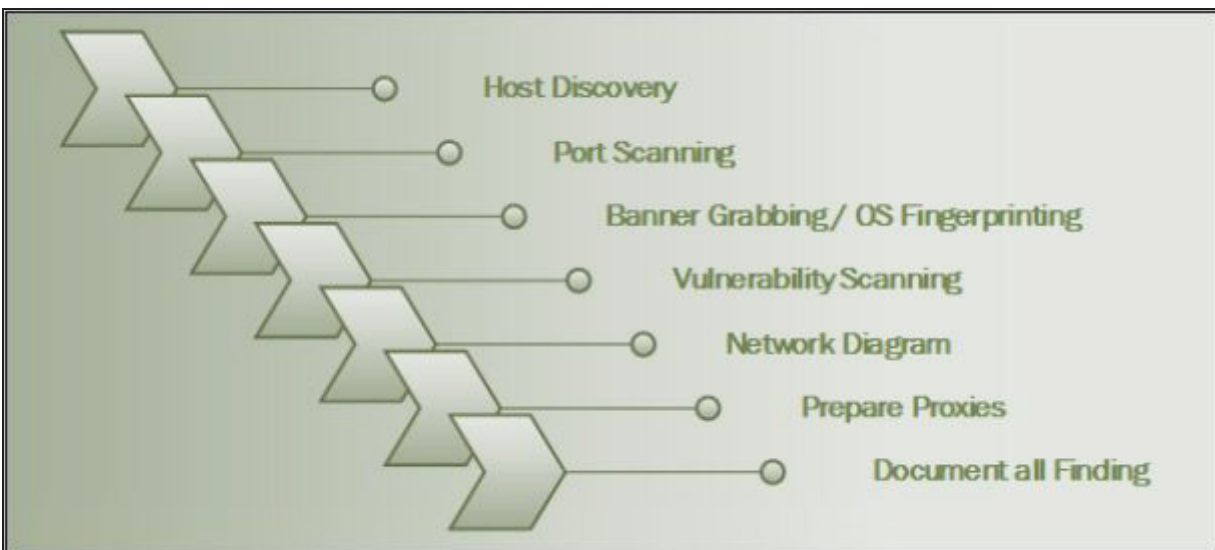 Host Discovery
Port Scanning
Banner Grabbing / OS Fingerprinting
Vulnerability Scanning
Network Diagram
Prepare Proxies
Document all Finding